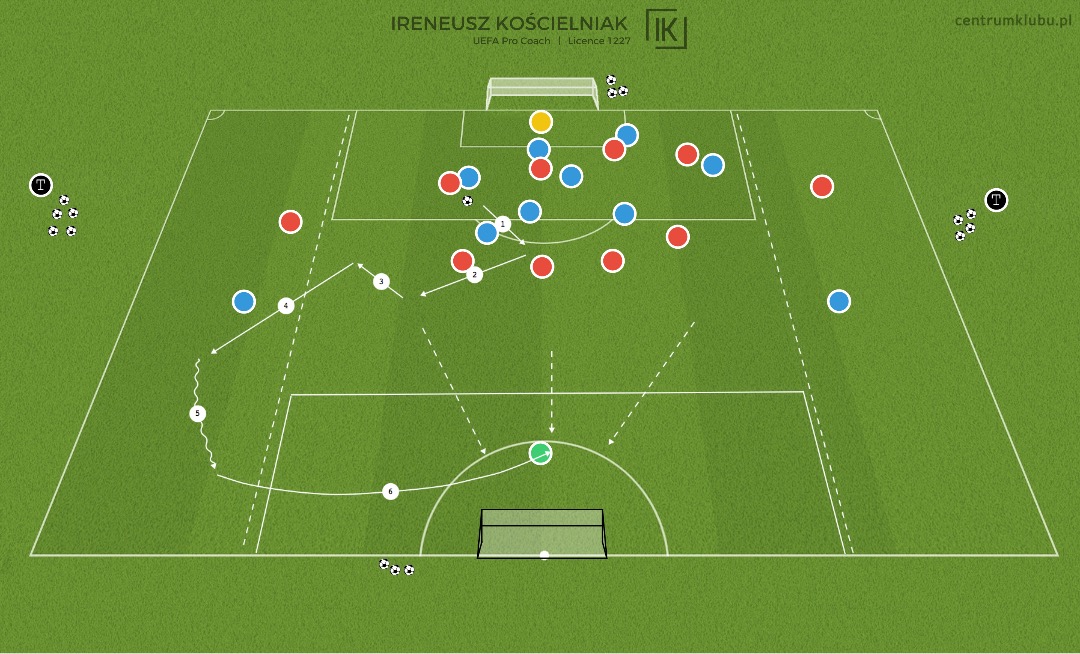 IRENEUSZ KOŚCIELNIAK
UEFA Pro Coach | Licence 1227
IK
centrumklubu.pl
T
T
1
2
3
4
5
6